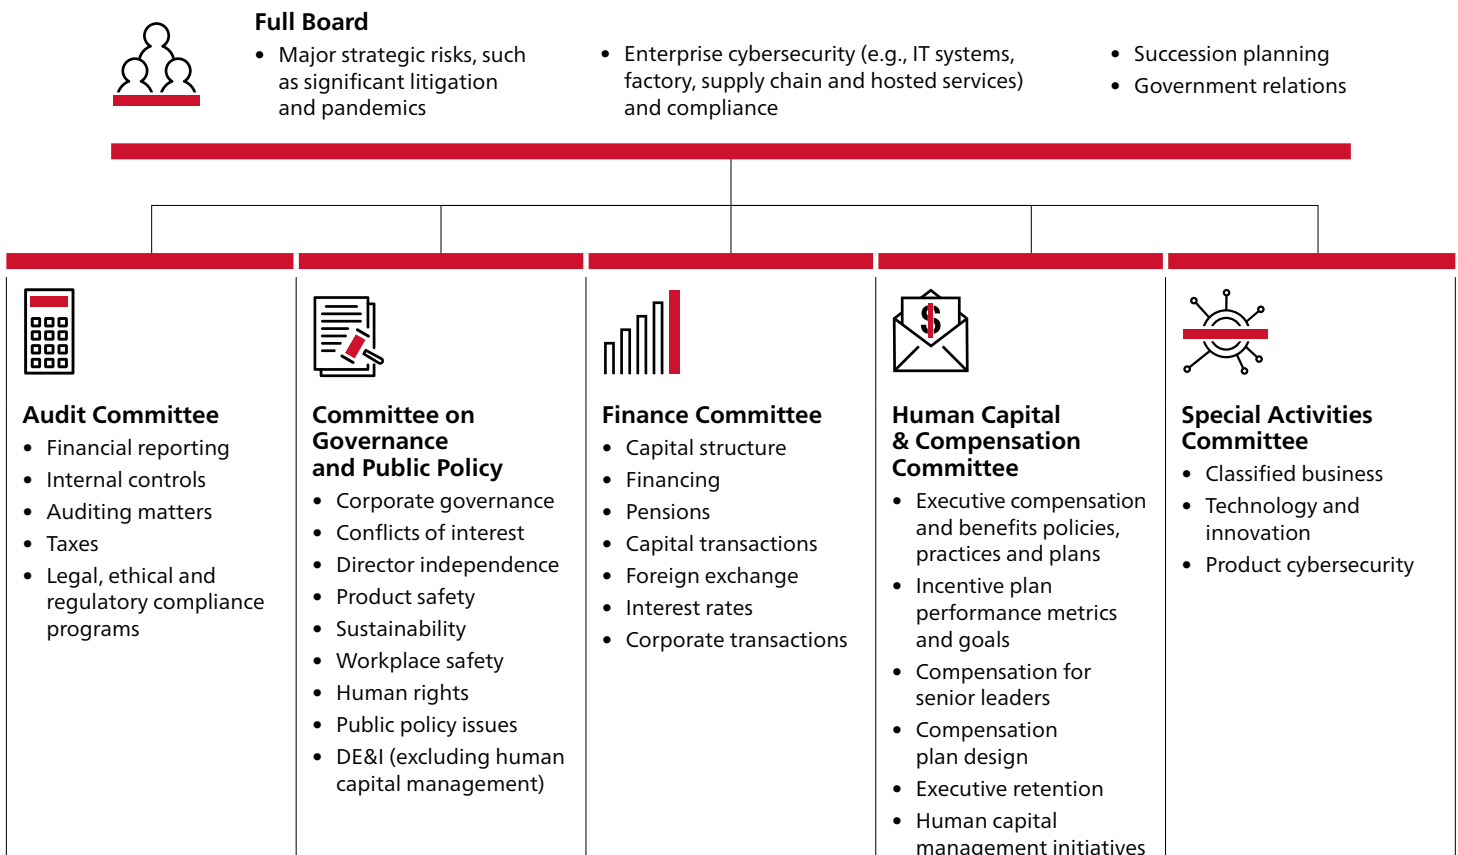 Full Board
• Major strategic risks, such
as significant litigation
and pandemics
• Enterprise cybersecurity (e.g., IT systems,
factory, supply chain and hosted services)
and compliance
• Succession planning
• Government relations
Audit Committee
• Financial reporting
• Internal controls
• Auditing matters
• Taxes
• Legal, ethical and
regulatory compliance
programs
Committee on
Governance
and Public Policy
• Corporate governance
• Conflicts of interest
• Director independence
• Product safety
• Sustainability
• Workplace safety
• Human rights
• Public policy issues
• DE&I (excluding human
capital management)
Finance Committee
• Capital structure
• Financing
• Pensions
• Capital transactions
• Foreign exchange
• Interest rates
• Corporate transactions
$
Human Capital
& Compensation
Committee
• Executive compensation
and benefits policies,
practices and plans
• Incentive plan
performance metrics
and goals
• Compensation for
senior leaders
• Compensation
plan design
• Executive retention
• Human capital
management initiatives
Special Activities
Committee
• Classified business
• Technology and
innovation
• Product cybersecurity